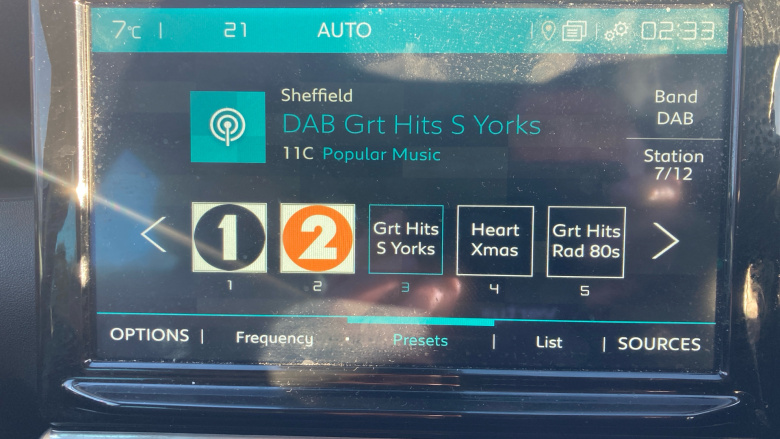 7°C | 21 AUTO 02:33
Sheffield
DAB Grt Hits S Yorks
11C Popular Music
Band
DAB
Station
7/12
1
2
Grt Hits
S Yorks
Heart
Xmas
Grt Hits
Rad 80s
1 2 3 4 5
OPTIONS | Frequency · Presets | List | SOURCES